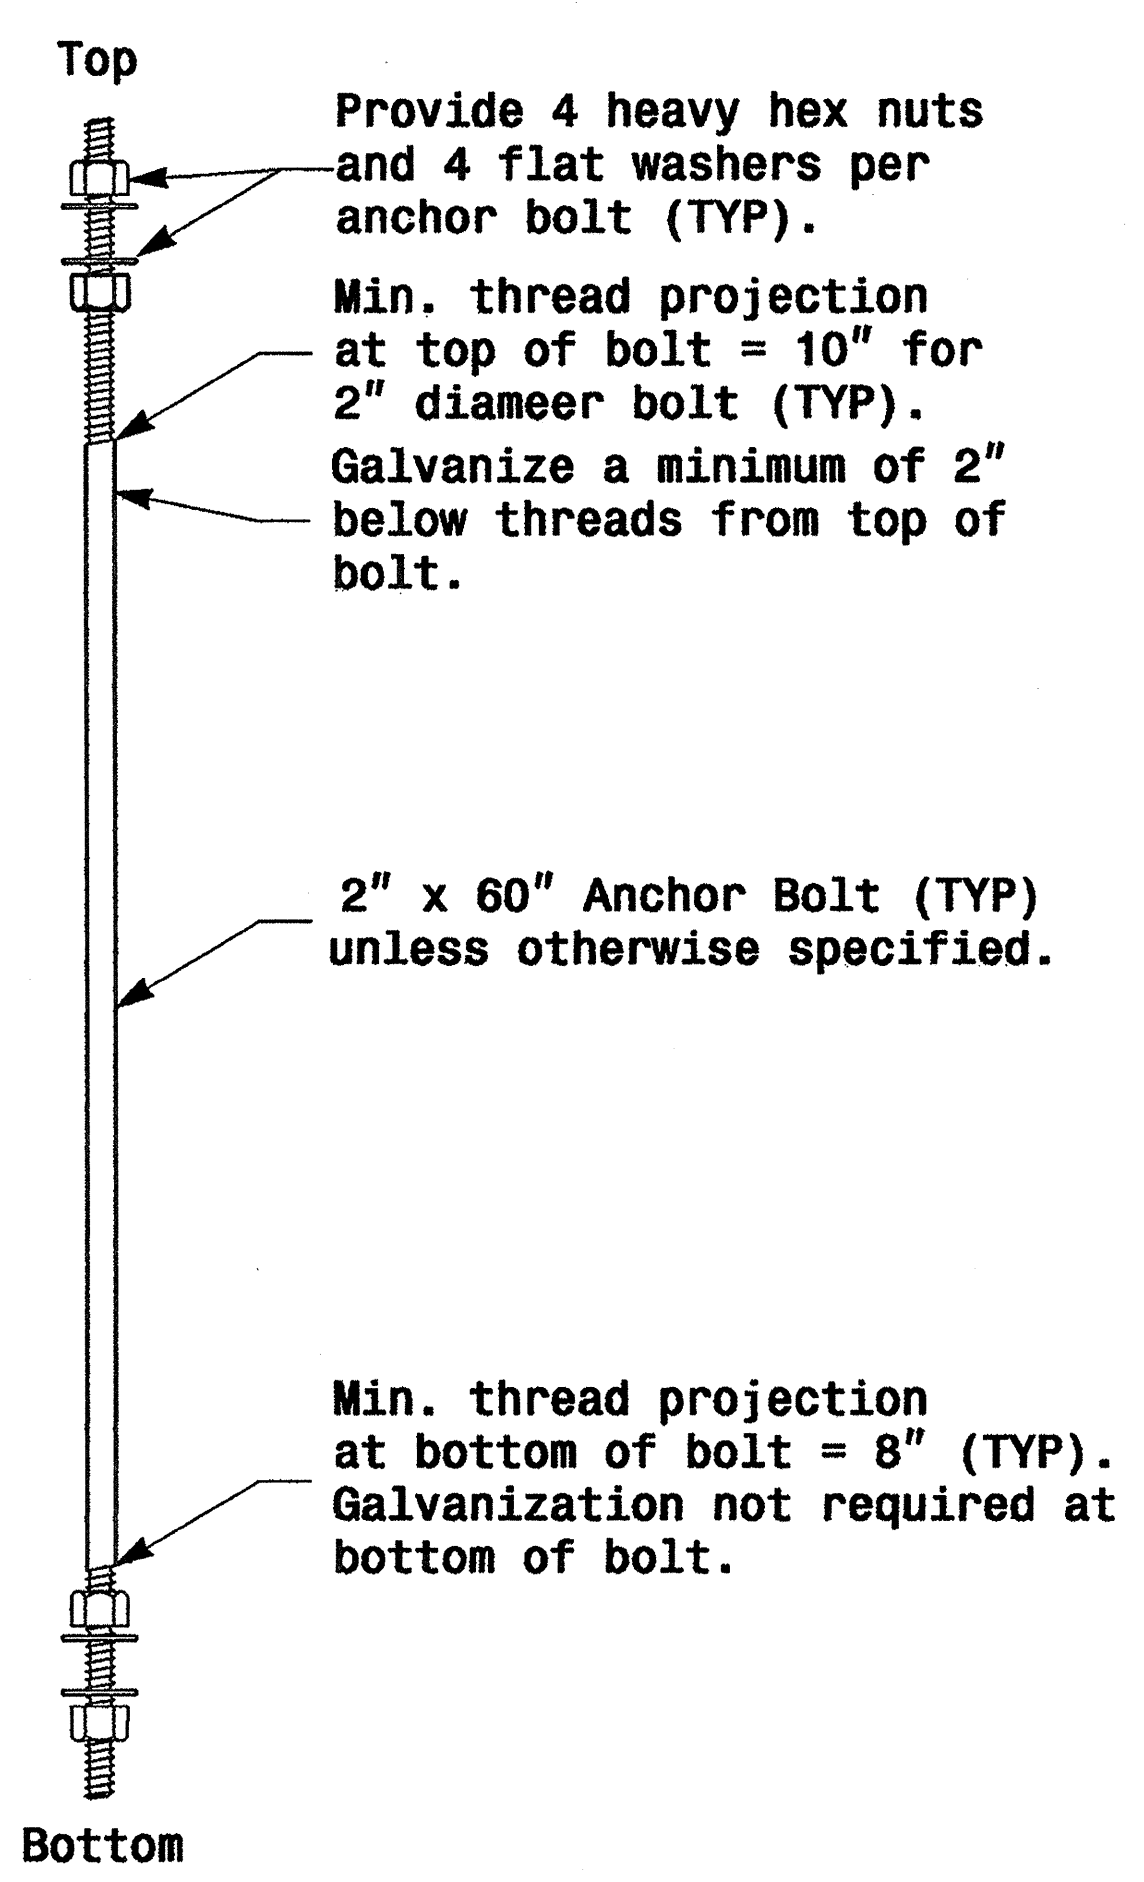 Top
Provide 4 heavy hex nuts
and 4 flat washers per
anchor bolt (TYP).
Min. thread projection
at top of bolt = 10" for
2" diameer bolt (TYP).
Galvanize a minimum of 2"
below threads from top of
bolt.
2" x 60" Anchor Bolt (TYP)
unless otherwise specified.
Min. thread projection
at bottom of bolt = 8" (TYP).
Galvanization not required at
bottom of bolt.
Bottom